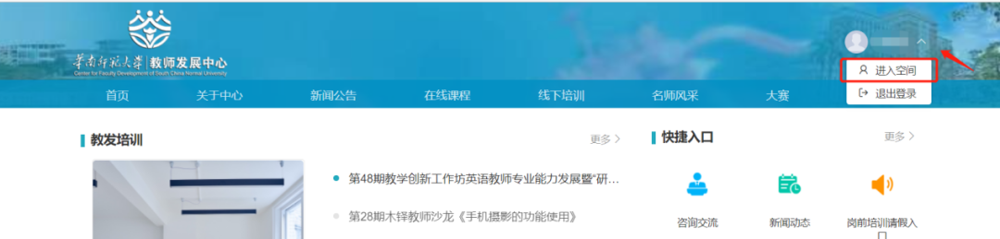 华南师范大学|教师发展中心
Center for Faculty Development of South China Normal University
进入空间
退出登录
首页
关于中心
新闻公告
在线课程
线下培训
名师风采
大赛
教发培训
更多
第48期教学创新工作坊英语教师专业能力发展暨“研...
第28期木铎教师沙龙《手机摄影的功能使用》
快捷入口
更多
咨询交流
新闻动态
岗前培训请假入
口